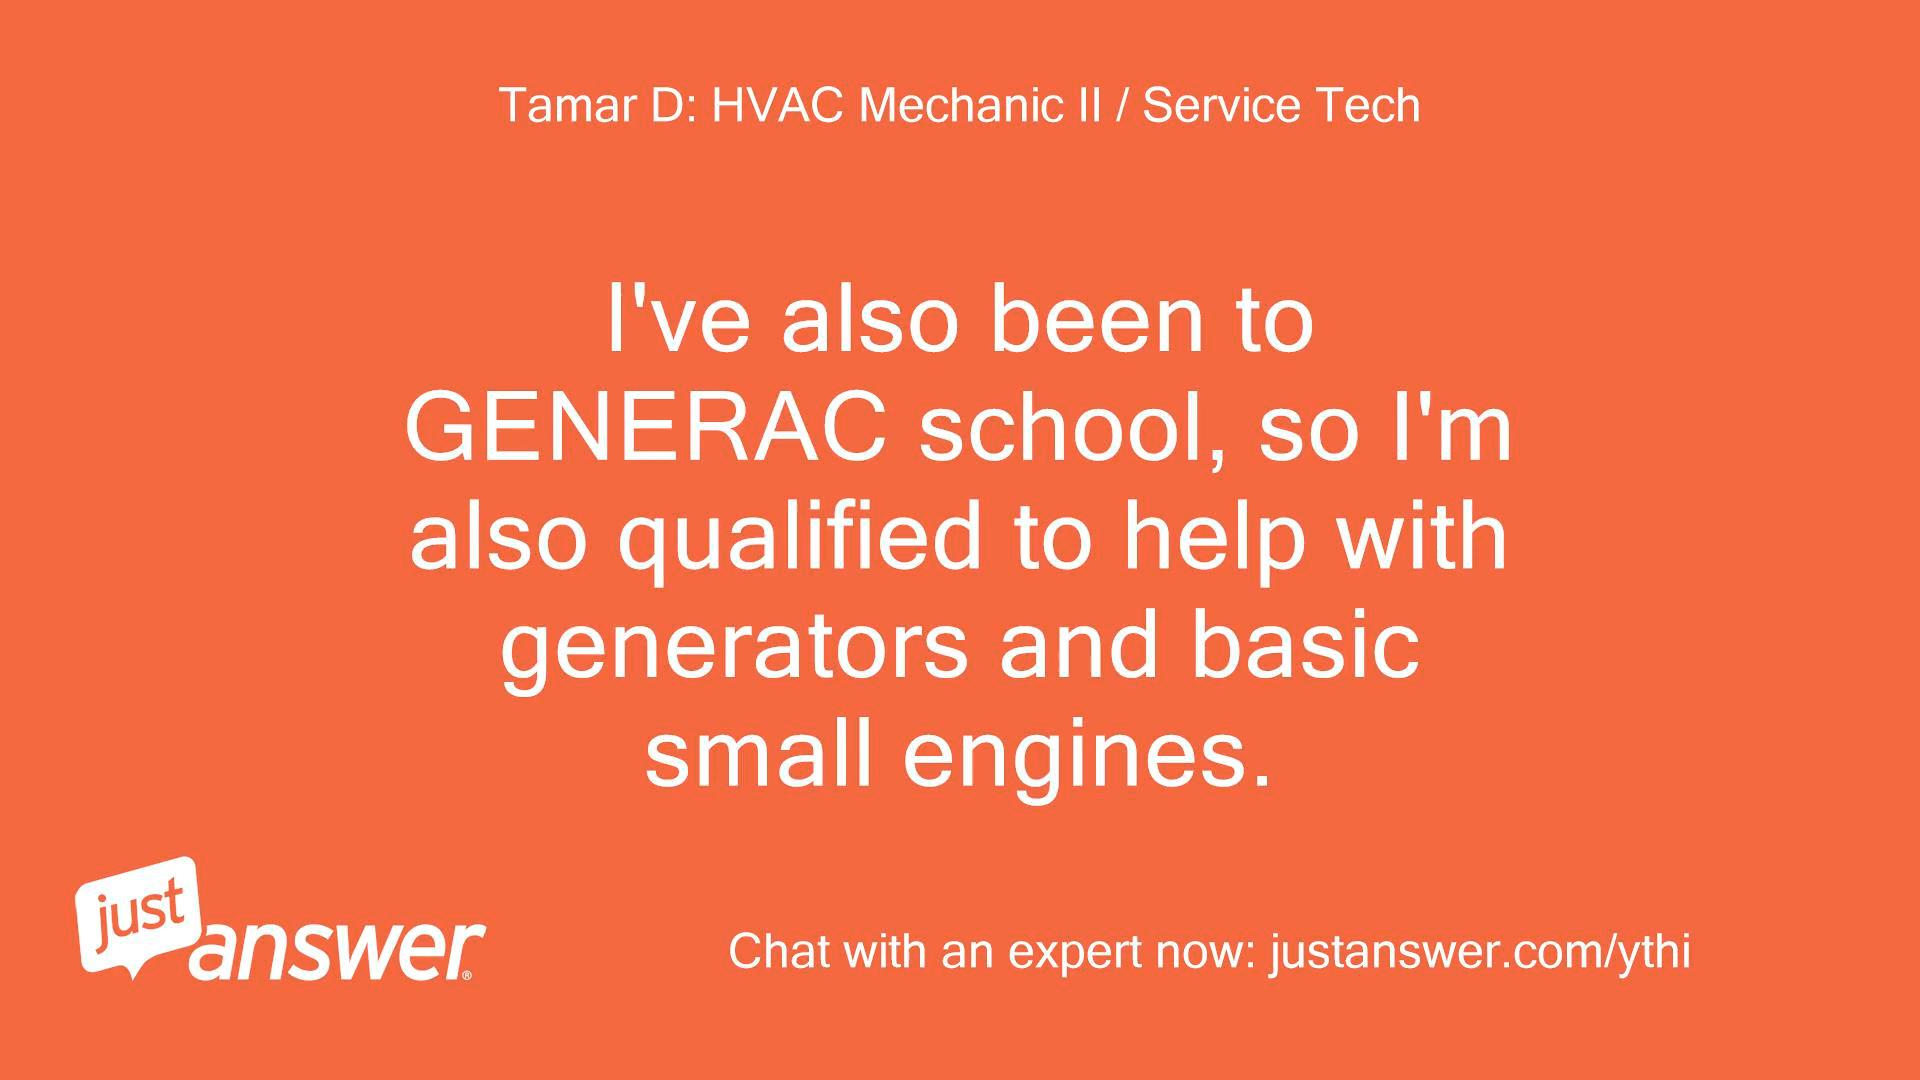 Tamar D: HVAC Mechanic II / Service Tech
I've also been to
GENERAC school, so I'm
also qualified to help with
generators and basic
small engines.
just
answer®
Chat with an expert now: justanswer.com/ythi